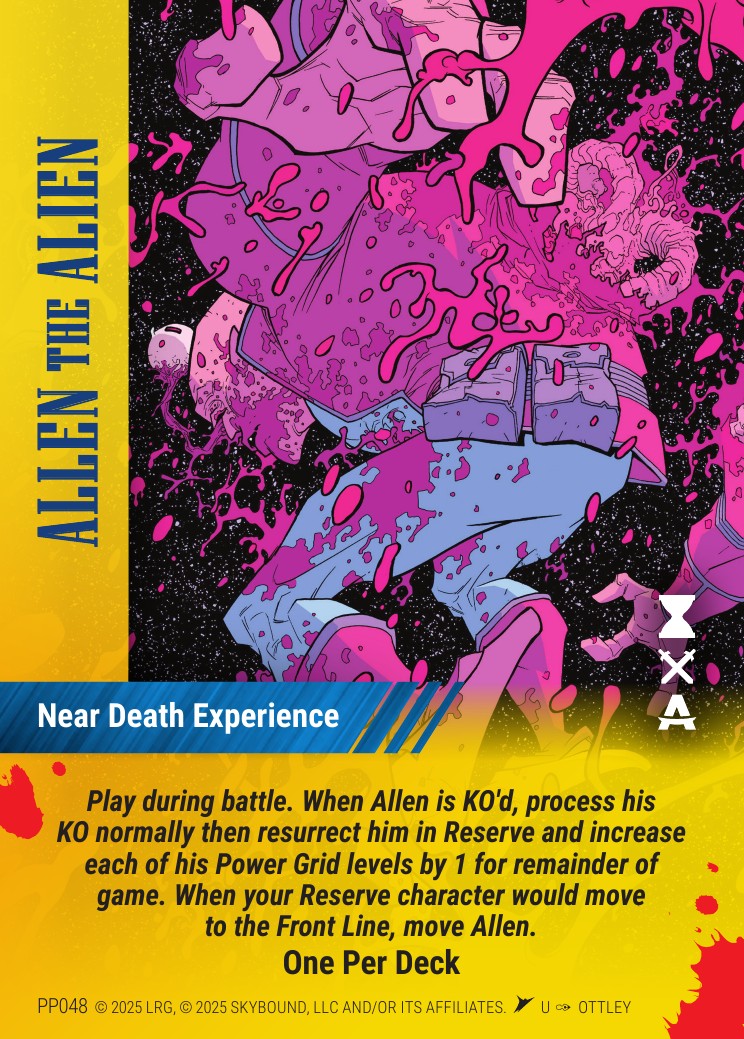 ALLEN THE ALIEN
A
Near Death Experience
Play during battle. When Allen is KO'd, process his
KO normally then resurrect him in Reserve and increase
each of his Power Grid levels by 1 for remainder of
game. When your Reserve character would move
to the Front Line, move Allen.
One Per Deck
PP048 © 2025 LRG, © 2025 SKYBOUND, LLC AND/OR ITS AFFILIATES. U OTTLEY